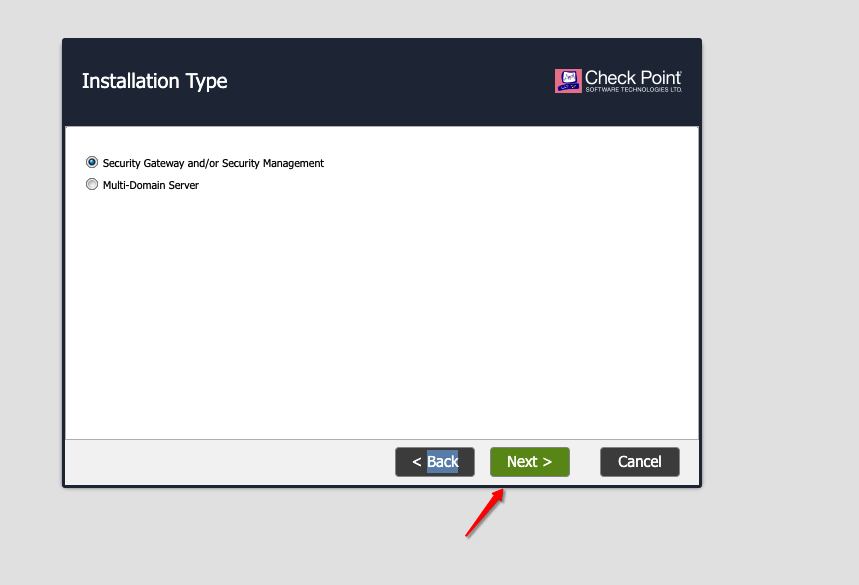 Installation Type
Check Point
SOFTWARE TECHNOLOGIES LTD.
Security Gateway and/or Security Management
Multi-Domain Server
< Back
Next >
Cancel